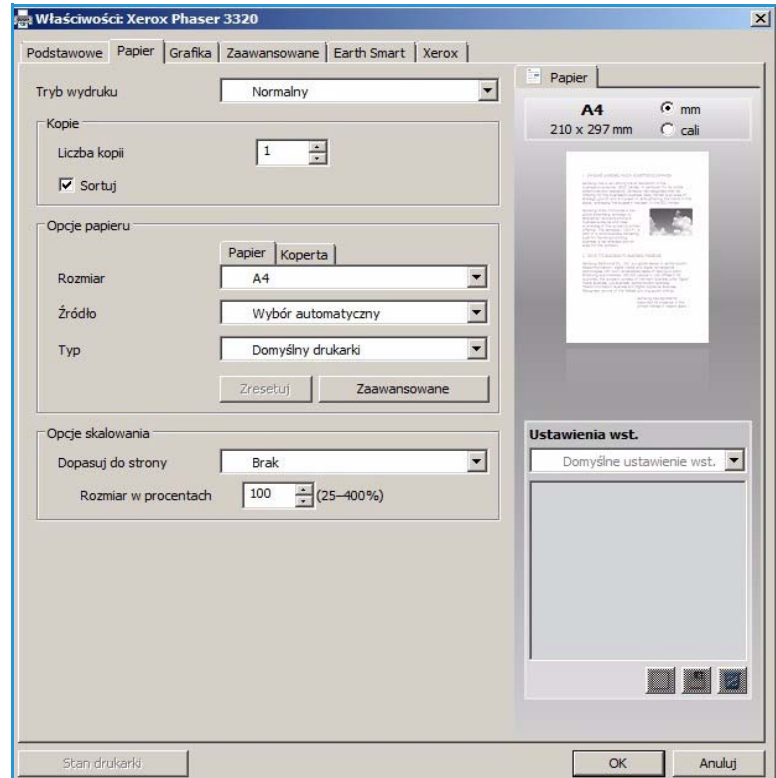 Właściwości: Xerox Phaser 3320
Podstawowe Papier Grafika Zaawansowane Earth Smart Xerox
Tryb wydruku Normalny
Kopie
Liczba kopii 1
Sortuj
Opcje papieru
Papier Koperta
Rozmiar A4
Źródło Wybór automatyczny
Typ Domyślny drukarki
Zresetuj Zaawansowane
Opcje skalowania
Dopasuj do strony Brak
Rozmiar w procentach 100 (25–400%)
Papier
A4 mm
210 x 297 mm cali
Ustawienia wst.
Domyślne ustawienie wst.
Stan drukarki OK Anuluj